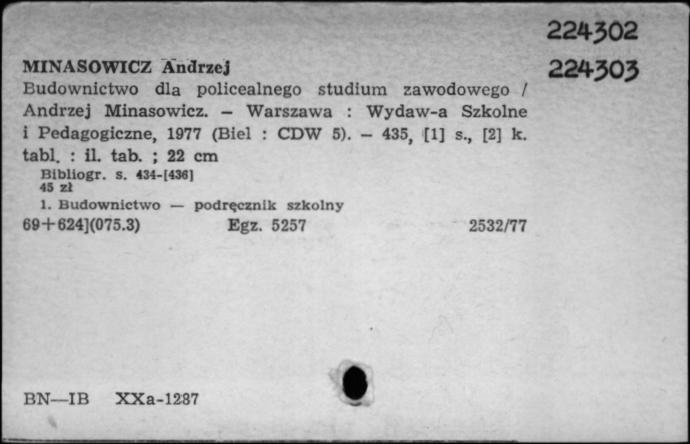 224302
MINASOWICZ Andrzej
224303
Budownictwo dla policealnego studium zawodowego /
Andrzej Minasowicz. – Warszawa : Wydaw-a Szkolne
i Pedagogiczne, 1977 (Biel : CDW 5). – 435, [1] s., [2] k.
tabl. : il. tab. ; 22 cm
Bibliogr. s. 434-[436]
45 zł
1. Budownictwo — podręcznik szkolny
69+624](075.3) Egz. 5257 2532/77
BN—IB XXa-1287